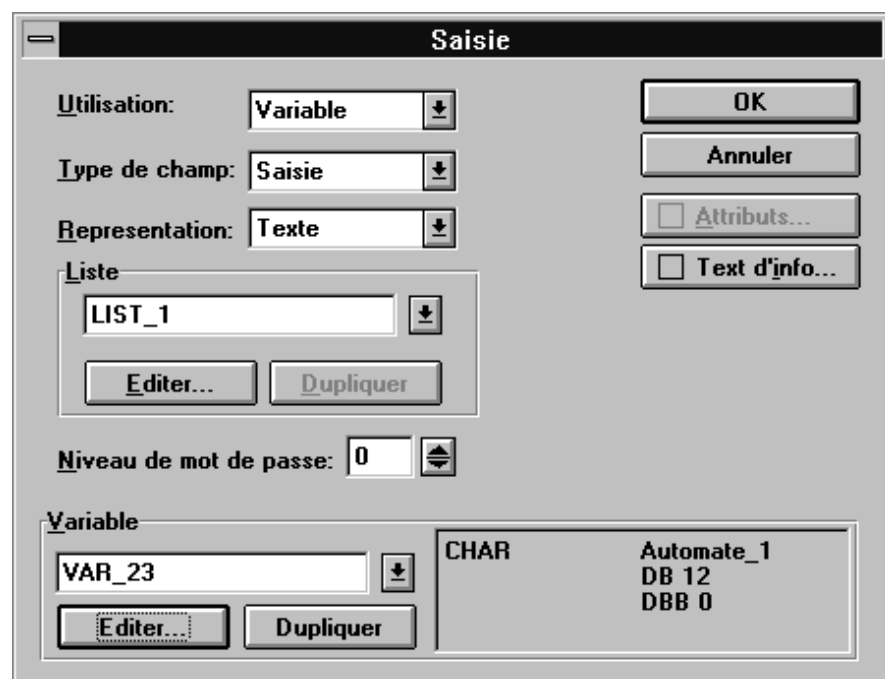 Saisie
Utilisation: Variable
OK
Annuler
Type de champ: Saisie
Attributs...
Representation: Texte
Text d'info...
Liste
LIST_1
Editer... Dupliquer
Niveau de mot de passe: 0
Variable
VAR_23
Editer... Dupliquer
CHAR Automate_1
DB 12
DBB 0